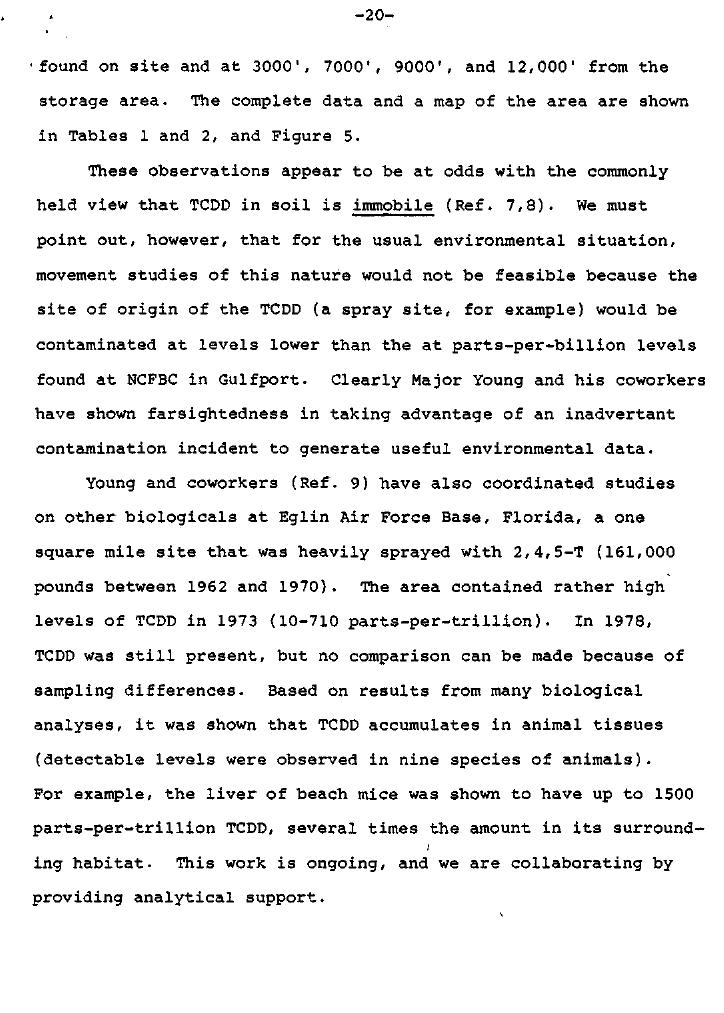 -20-
found on site and at 3000', 7000', 9000', and 12,000' from the
storage area. The complete data and a map of the area are shown
in Tables 1 and 2, and Figure 5.
These observations appear to be at odds with the commonly
held view that TCDD in soil is immobile (Ref. 7,8). We must
point out, however, that for the usual environmental situation,
movement studies of this nature would not be feasible because the
site of origin of the TCDD (a spray site, for example) would be
contaminated at levels lower than the at parts-per-billion levels
found at NCFBC in Gulfport. Clearly Major Young and his coworkers
have shown farsightedness in taking advantage of an inadvertant
contamination incident to generate useful environmental data.
Young and coworkers (Ref. 9) have also coordinated studies
on other biologicals at Eglin Air Force Base, Florida, a one
square mile site that was heavily sprayed with 2,4,5-T (161,000
pounds between 1962 and 1970). The area contained rather high
levels of TCDD in 1973 (10-710 parts-per-trillion). In 1978,
TCDD was still present, but no comparison can be made because of
sampling differences. Based on results from many biological
analyses, it was shown that TCDD accumulates in animal tissues
(detectable levels were observed in nine species of animals).
For example, the liver of beach mice was shown to have up to 1500
parts-per-trillion TCDD, several times the amount in its surround-
ing habitat. This work is ongoing, and we are collaborating by
providing analytical support.